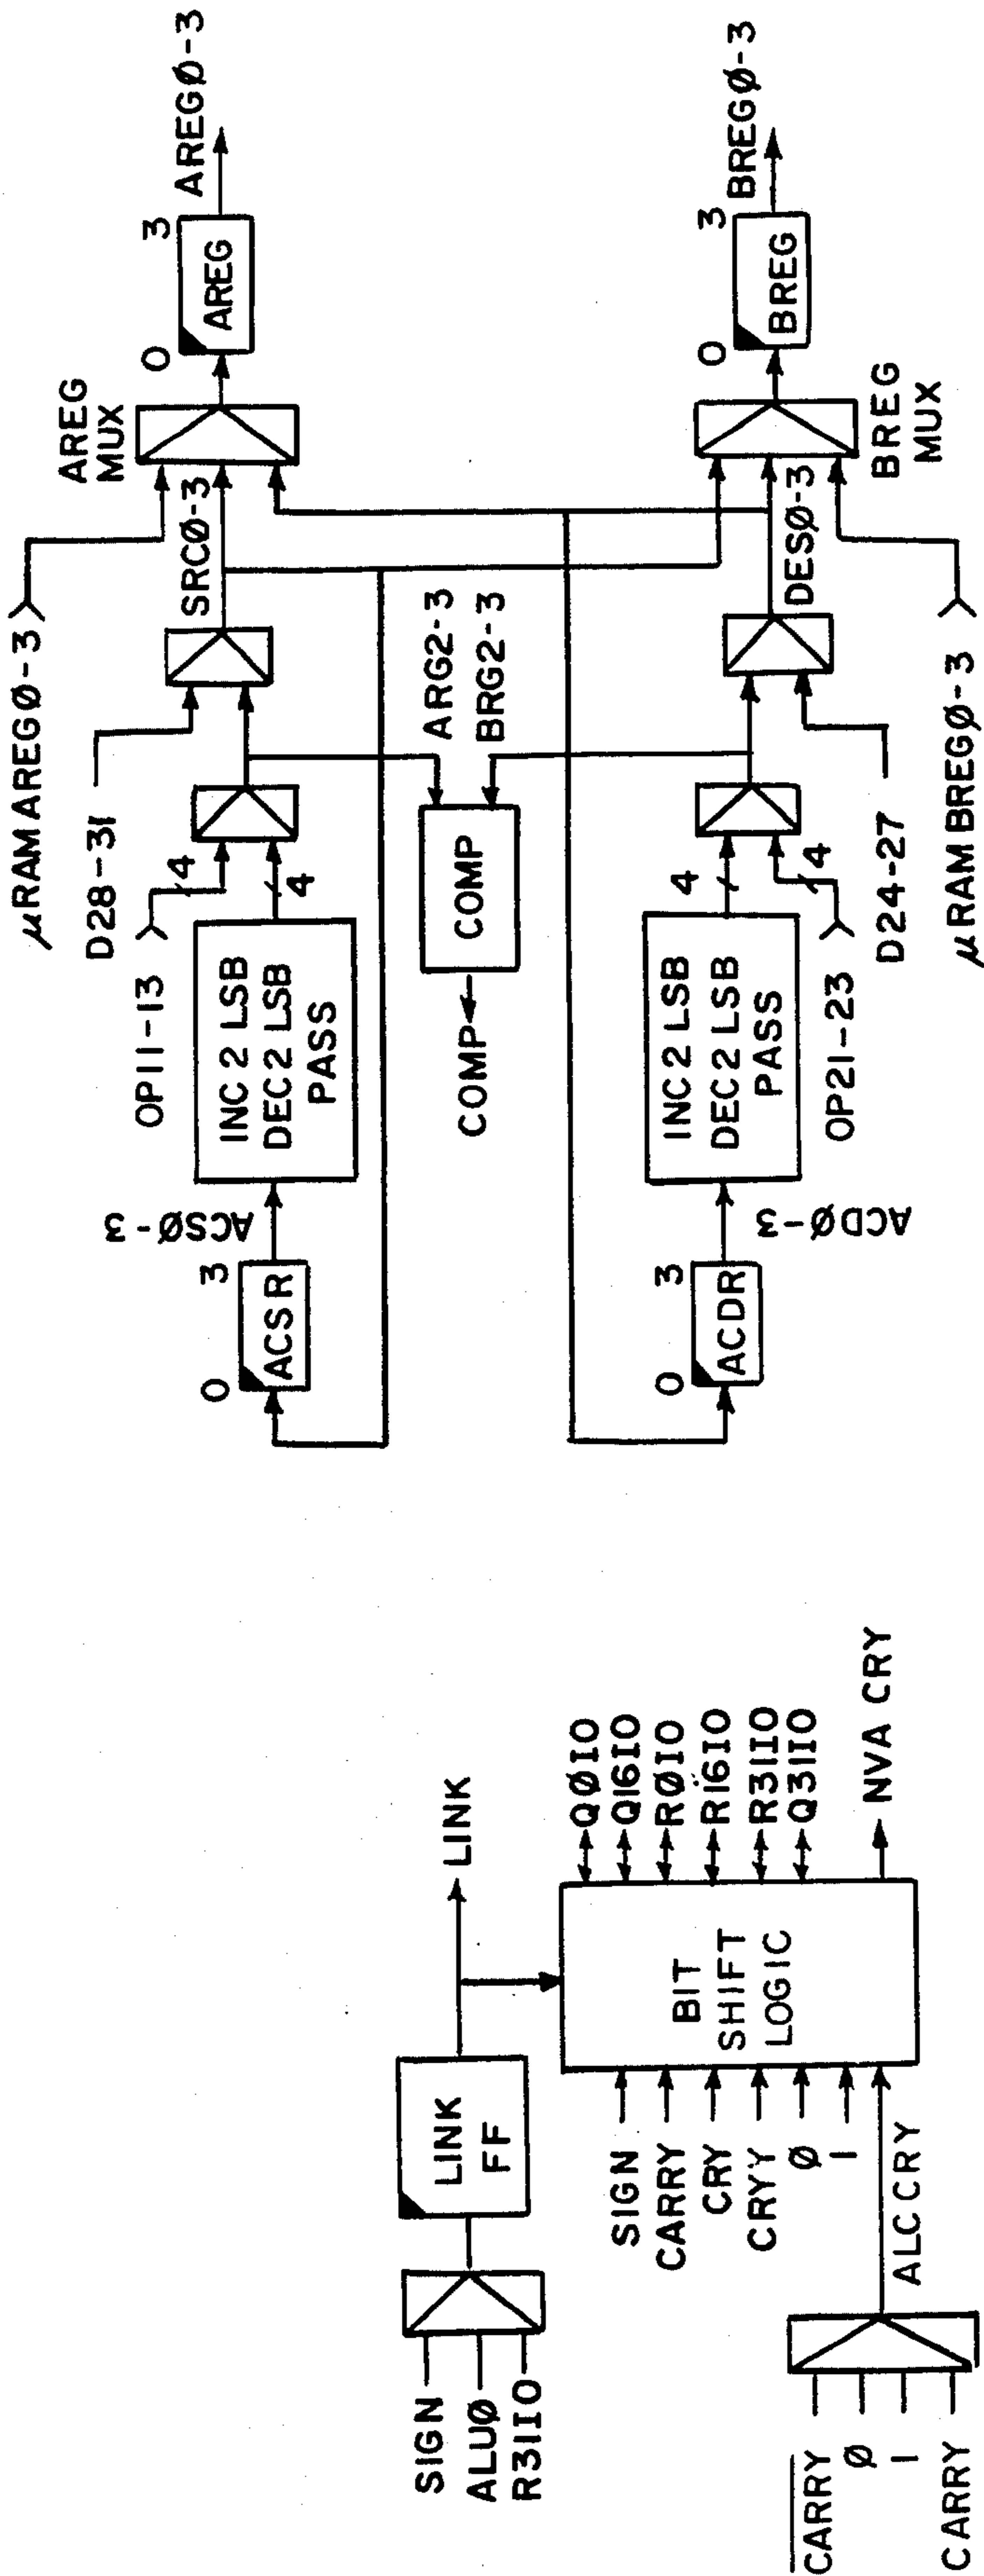 SIGN
ALUØ
R31IO
LINK
FF
LINK
CARRY
Ø
1
CARRY
ALC CRY
SIGN
CARRY
CRY
CRYY
Ø
1
BIT
SHIFT
LOGIC
QØIO
Q16IO
RØIO
R16IO
R31IO
Q31IO
NVA CRY
μRAM AREGØ-3
D28-31
OP11-13
4
4
0
3
ACSR
ACSØ-3
INC 2 LSB
DEC 2 LSB
PASS
SRCØ-3
AREG
MUX
0
3
AREG
AREGØ-3
COMP
COMP
ARG2-3
BRG2-3
0
3
ACDR
ACDØ-3
INC 2 LSB
DEC 2 LSB
PASS
4
4
OP21-23
D24-27
μRAM BREGØ-3
DESØ-3
BREG
MUX
0
3
BREG
BREGØ-3